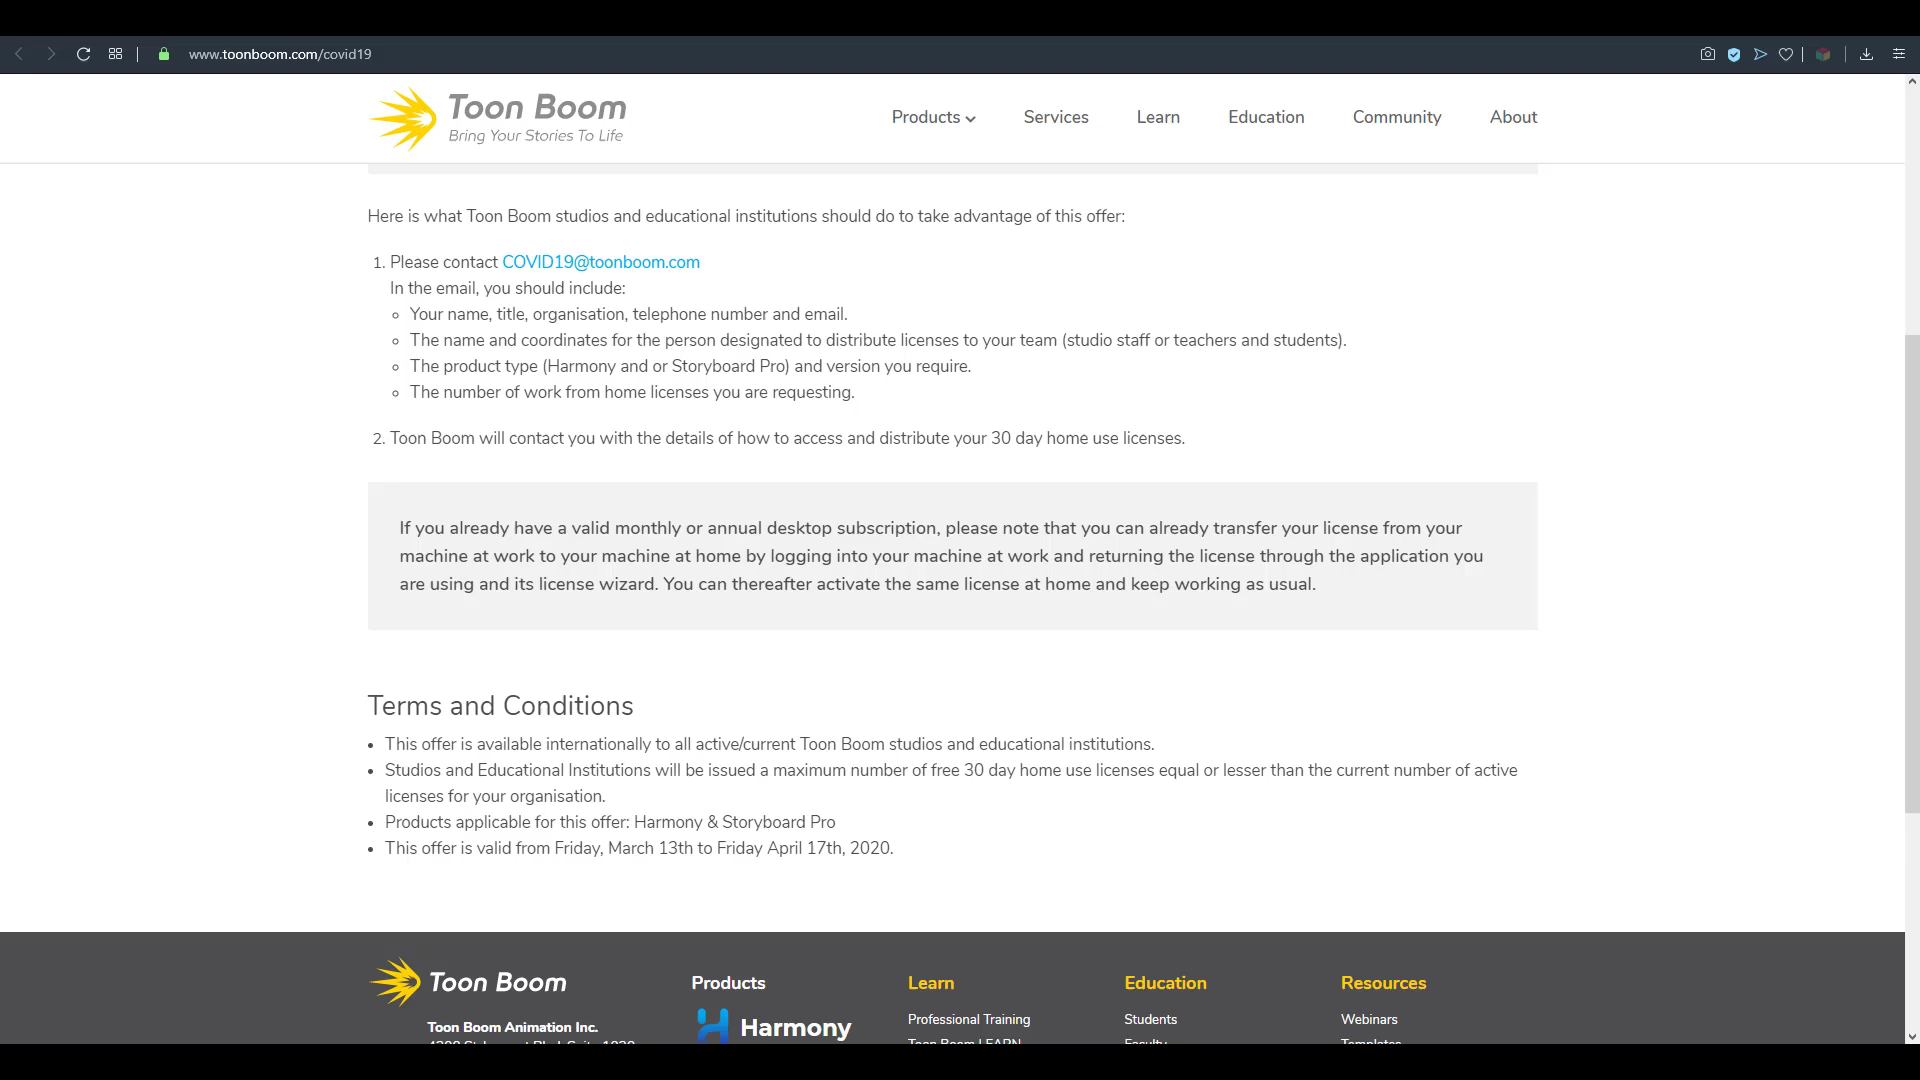 www.toonboom.com/covid19
Toon Boom
Bring Your Stories To Life
Products
Services
Learn
Education
Community
About
Here is what Toon Boom studios and educational institutions should do to take advantage of this offer:
1. Please contact COVID19@toonboom.com
In the email, you should include:
Your name, title, organisation, telephone number and email.
The name and coordinates for the person designated to distribute licenses to your team (studio staff or teachers and students).
The product type (Harmony and or Storyboard Pro) and version you require.
The number of work from home licenses you are requesting.
2. Toon Boom will contact you with the details of how to access and distribute your 30 day home use licenses.
If you already have a valid monthly or annual desktop subscription, please note that you can already transfer your license from your
machine at work to your machine at home by logging into your machine at work and returning the license through the application you
are using and its license wizard. You can thereafter activate the same license at home and keep working as usual.
Terms and Conditions
This offer is available internationally to all active/current Toon Boom studios and educational institutions.
Studios and Educational Institutions will be issued a maximum number of free 30 day home use licenses equal or lesser than the current number of active
licenses for your organisation.
Products applicable for this offer: Harmony & Storyboard Pro
This offer is valid from Friday, March 13th to Friday April 17th, 2020.
Toon Boom
Toon Boom Animation Inc.
Products
Harmony
Learn
Professional Training
Toon Boom LEARN
Education
Students
Faculty
Resources
Webinars
Templates